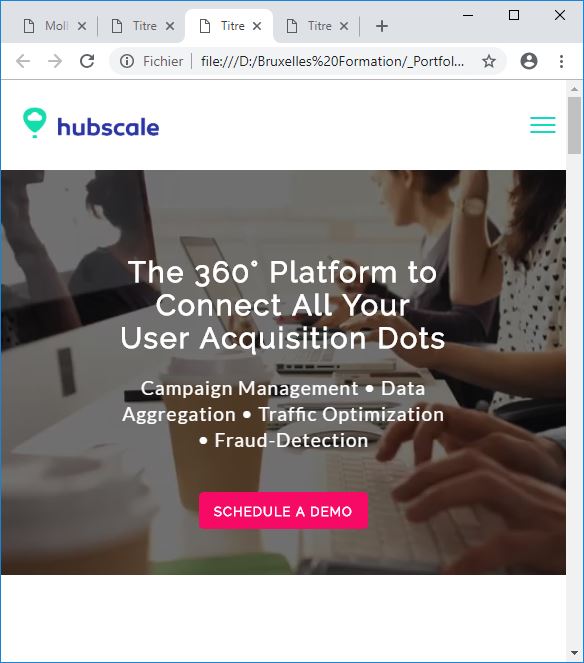 Moll
Titre
Titre
Titre
Fichier
file:///D:/Bruxelles%20Formation/_Portfol...
hubscale
The 360° Platform to
Connect All Your
User Acquisition Dots
Campaign Management • Data
Aggregation • Traffic Optimization
• Fraud-Detection
SCHEDULE A DEMO